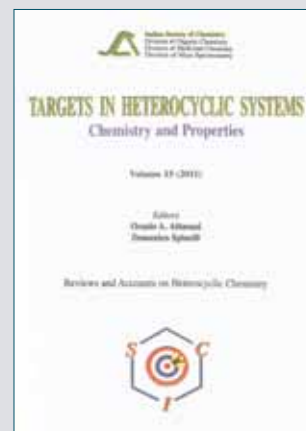 Italian Society of Chemistry
Division of Organic Chemistry
Division of Medicinal Chemistry
Division of Mass Spectrometry
TARGETS IN HETEROCYCLIC SYSTEMS
Chemistry and Properties
Volume 15 (2011)
Editors
Orazio A. Attanasi
Domenico Spinelli
Reviews and Accounts on Heterocyclic Chemistry
S
C
I